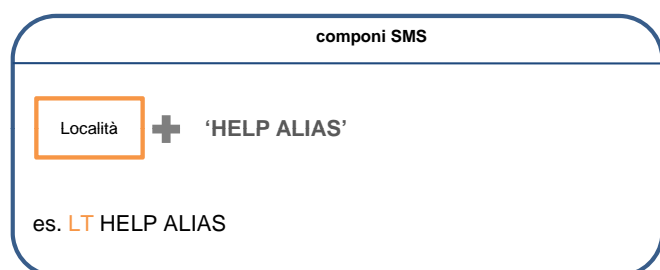 componi SMS
Località + ‘HELP ALIAS’
es. LT HELP ALIAS